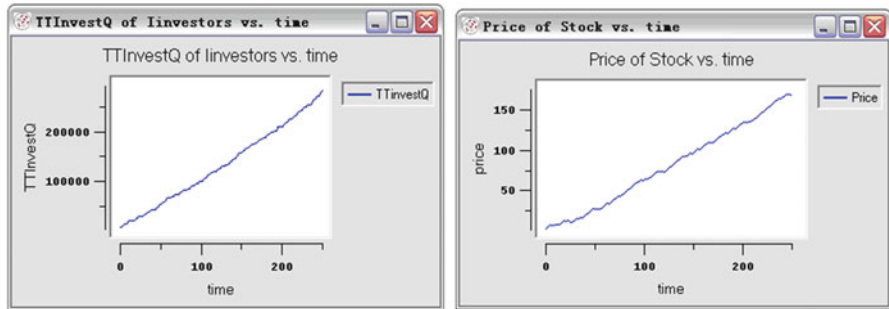 TTInvestQ of Iinvestors vs. time
TTInvestQ of Iinvestors vs. time
TTinvestQ
TTInvestQ
200000
100000
0 100 200
time
Price of Stock vs. time
Price of Stock vs. time
Price
price
150
100
50
0 100 200
time